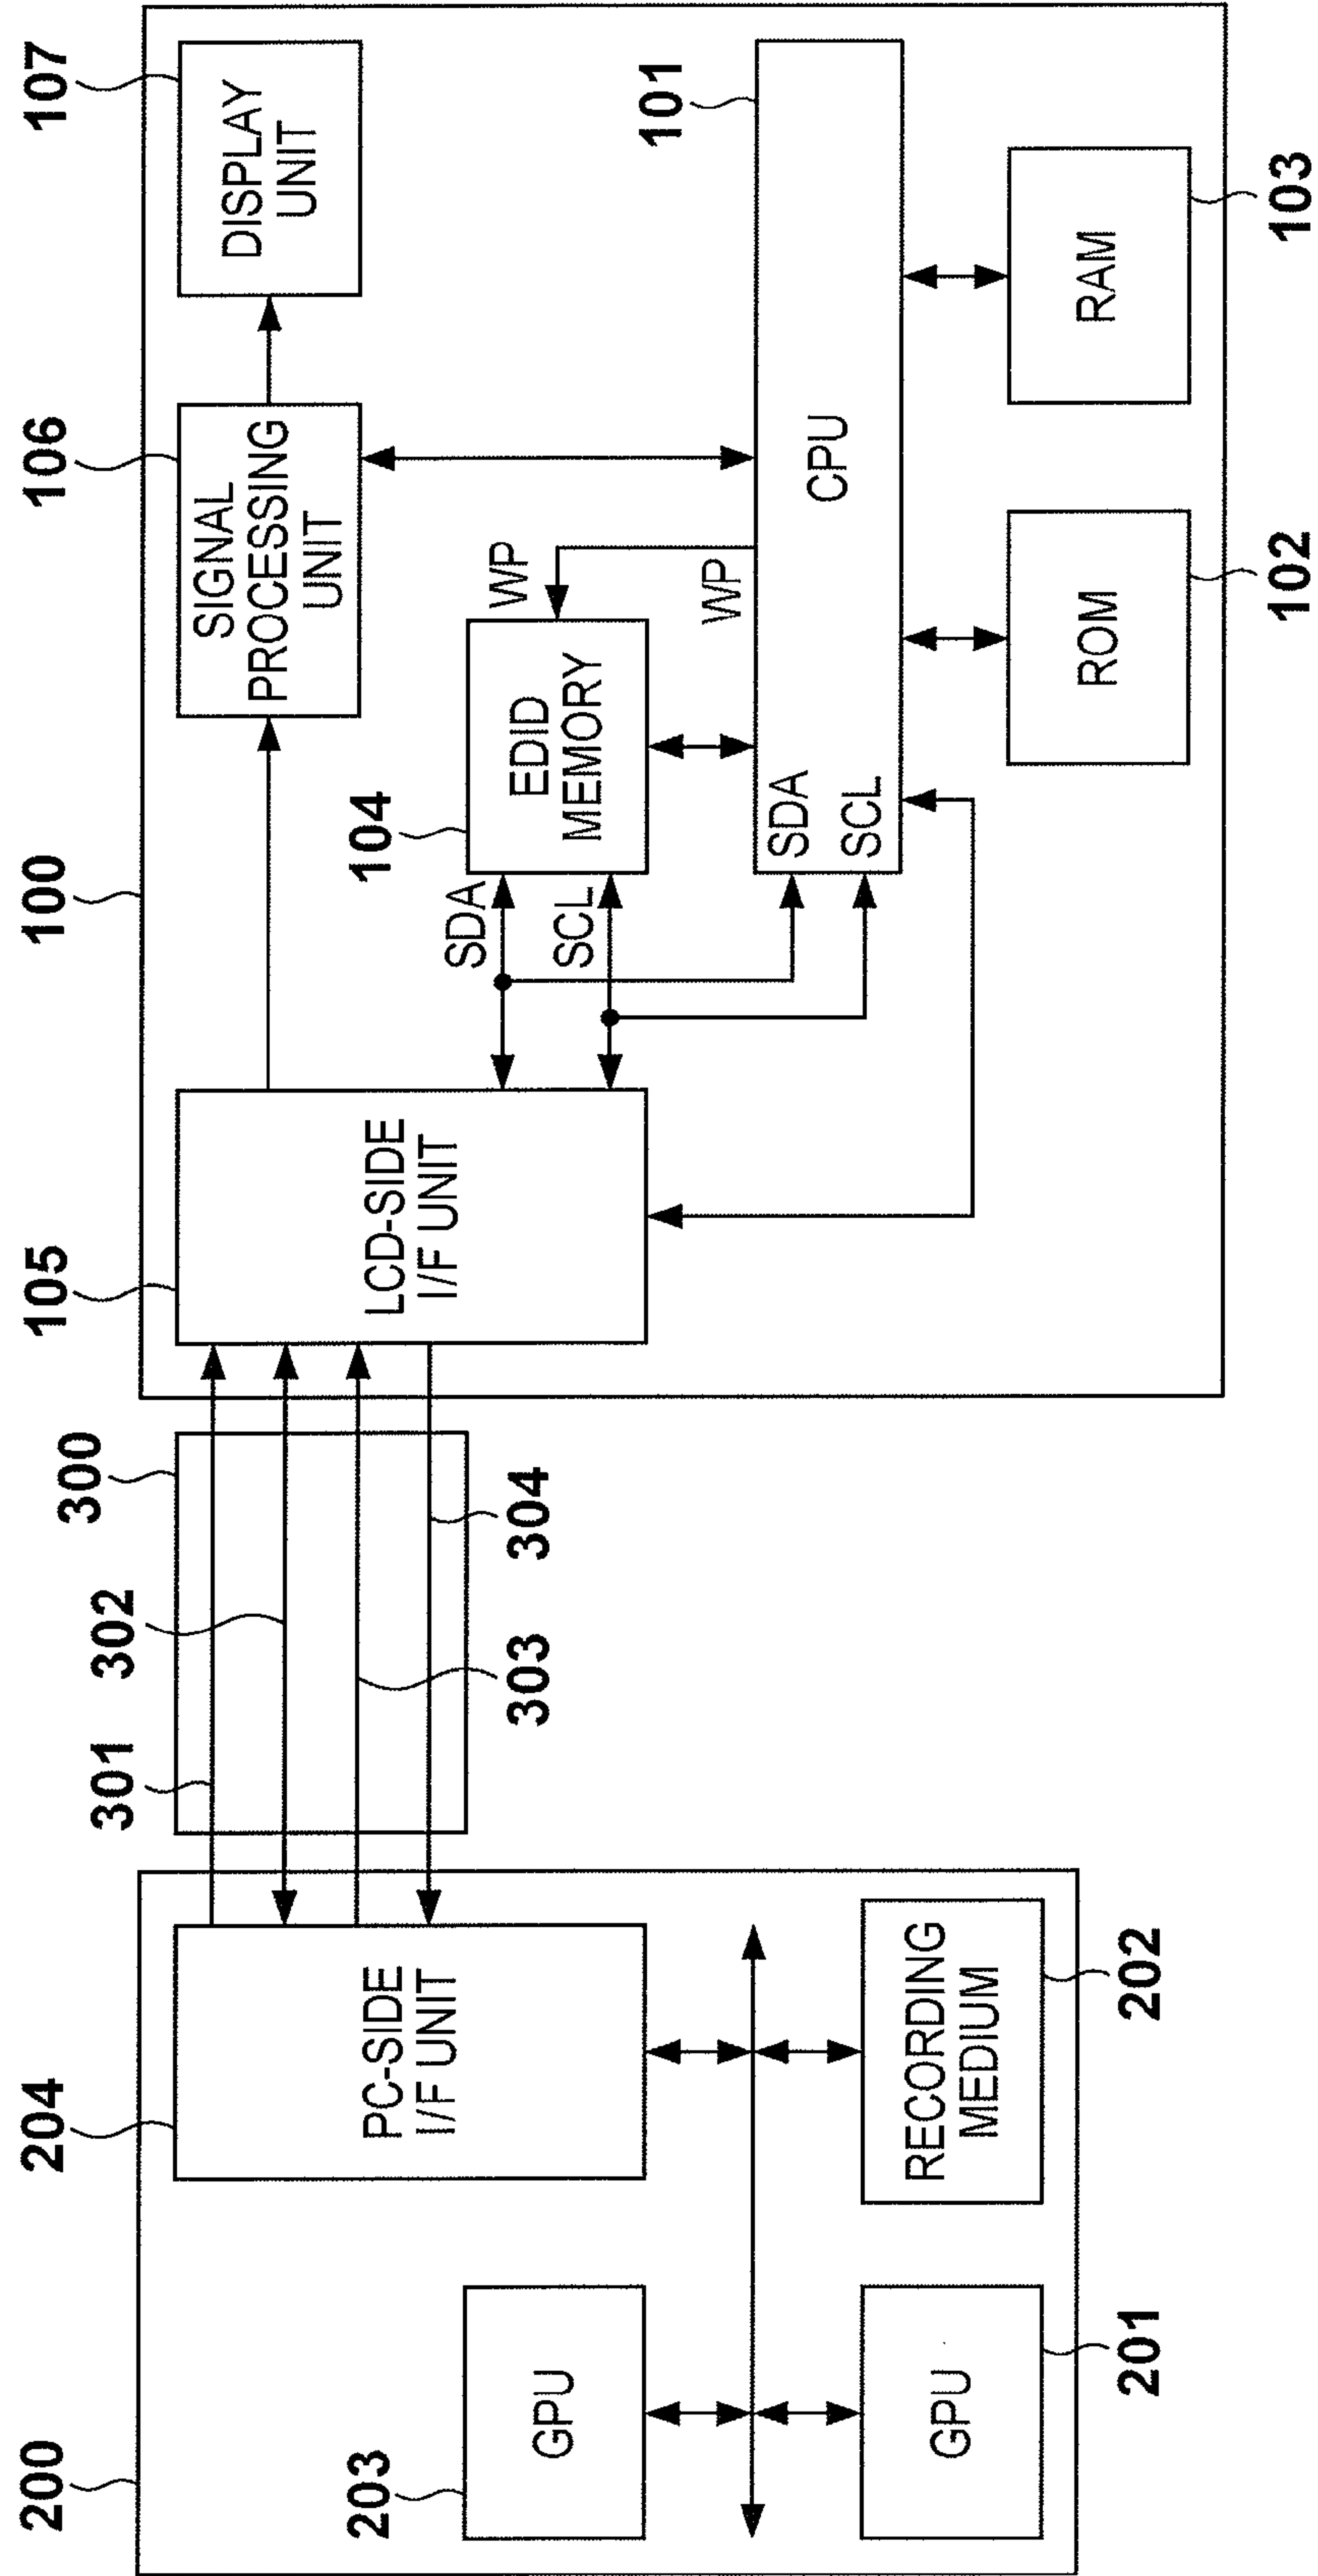 200
204
PC-SIDE
I/F UNIT
203
GPU
GPU
201
RECORDING
MEDIUM
202
301
302
300
303
304
100
105
LCD-SIDE
I/F UNIT
106
SIGNAL
PROCESSING
UNIT
107
DISPLAY
UNIT
104
SDA
SCL
EDID
MEMORY
WP
WP
SDA
SCL
CPU
101
ROM
102
RAM
103